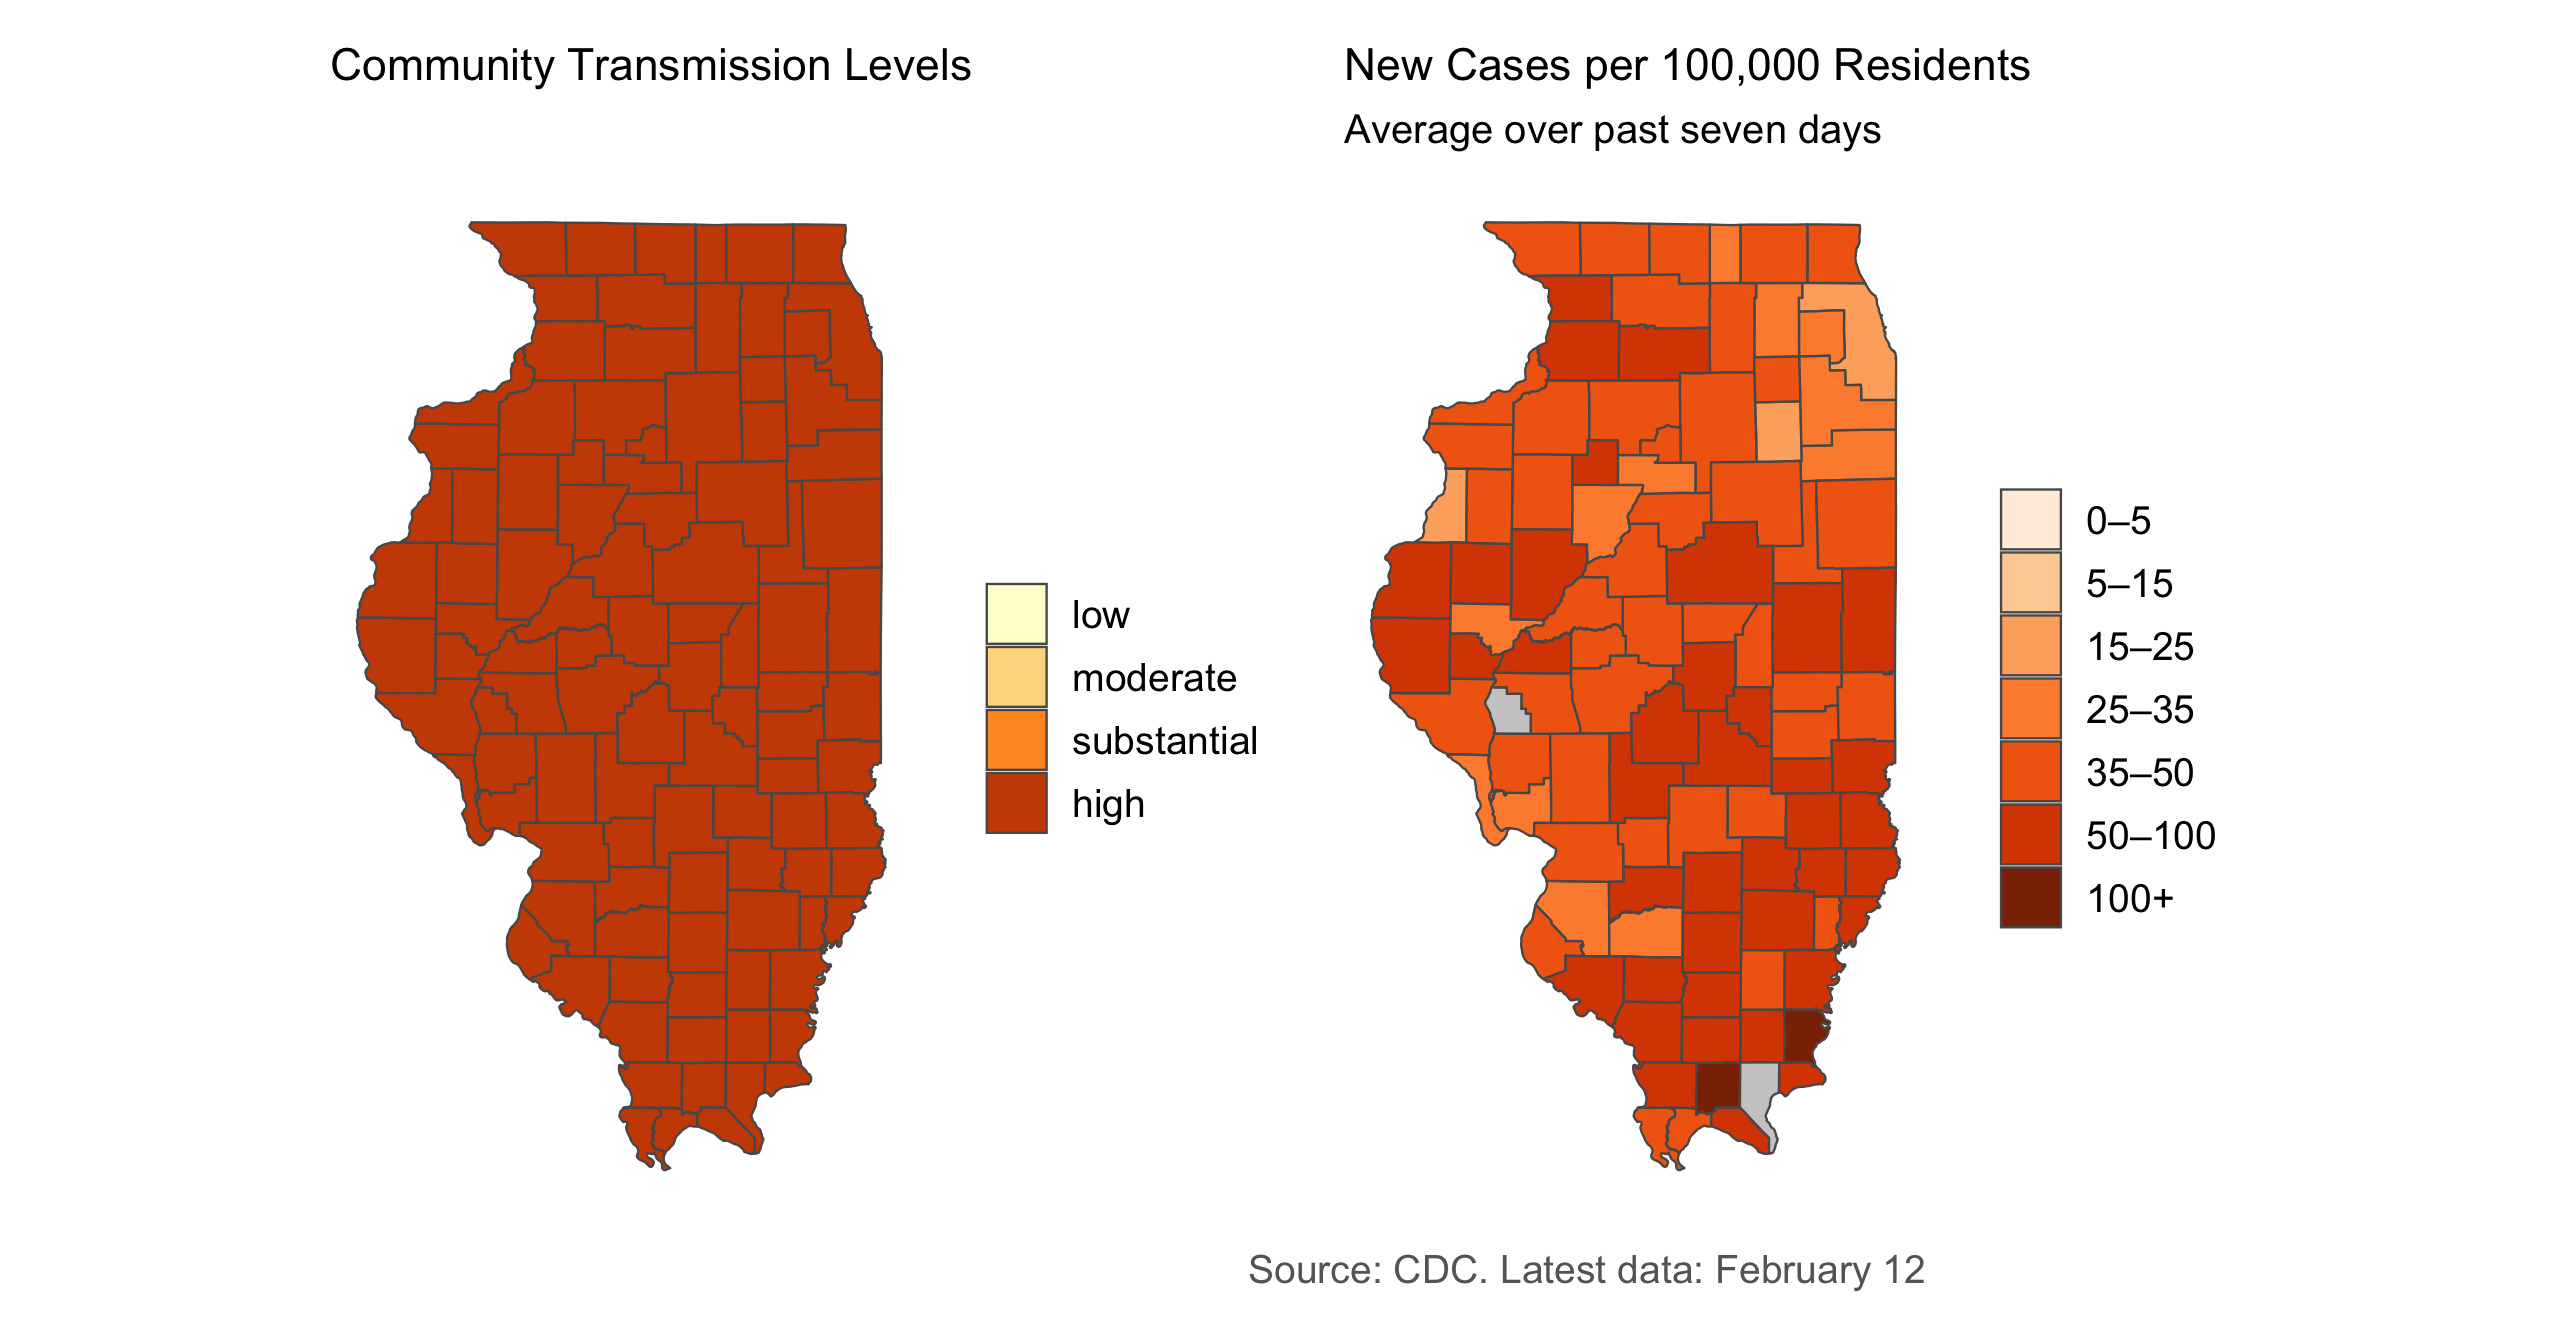 Community Transmission Levels
New Cases per 100,000 Residents
Average over past seven days
low
moderate
substantial
high
0–5
5–15
15–25
25–35
35–50
50–100
100+
Source: CDC. Latest data: February 12